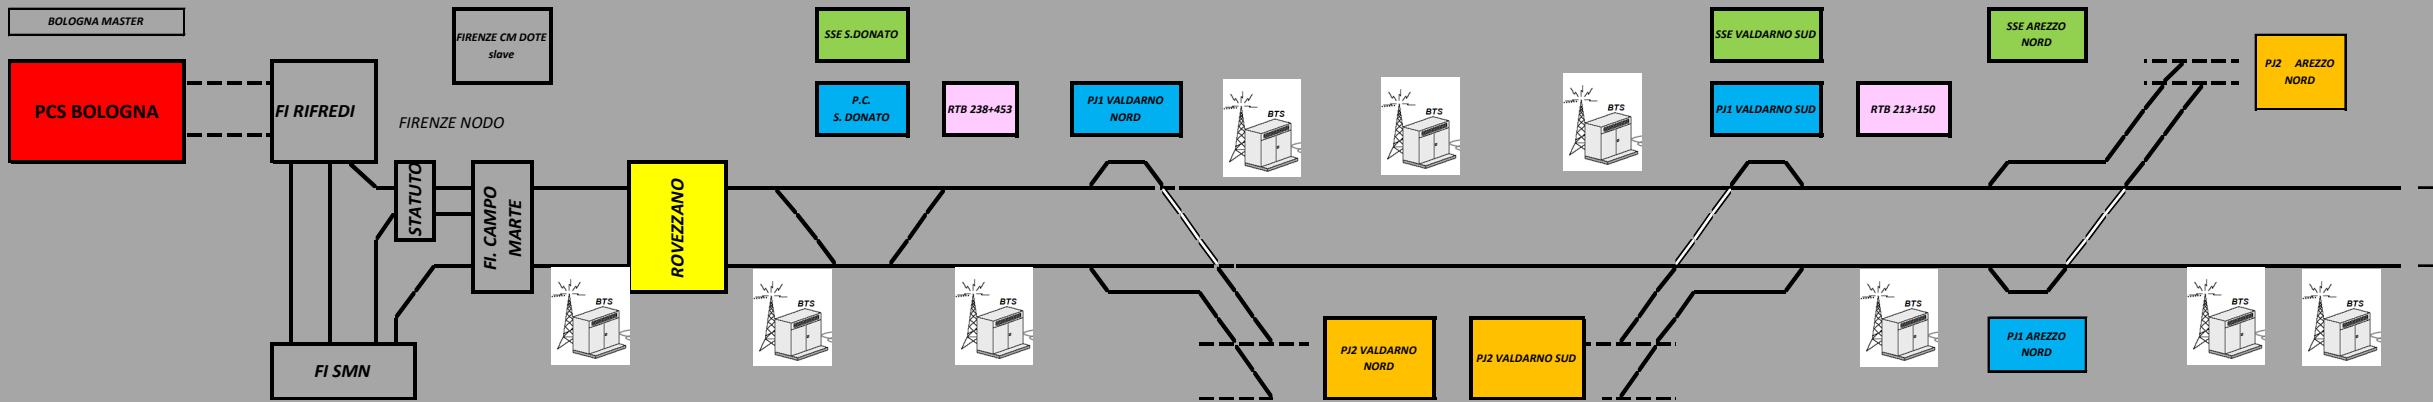 BOLOGNA MASTER
FIRENZE CM DOTE
slave
SSE S.DONATO
SSE VALDARNO SUD
SSE AREZZO
NORD
PJ2 AREZZO
NORD
PCS BOLOGNA
FI RIFREDI
FIRENZE NODO
P.C.
S. DONATO
RTB 238+453
PJ1 VALDARNO
NORD
BTS
BTS
BTS
PJ1 VALDARNO SUD
RTB 213+150
STATUTO
FI. CAMPO
MARTE
ROVEZZANO
BTS
BTS
BTS
BTS
BTS
BTS
FI SMN
PJ2 VALDARNO
NORD
PJ2 VALDARNO SUD
PJ1 AREZZO
NORD